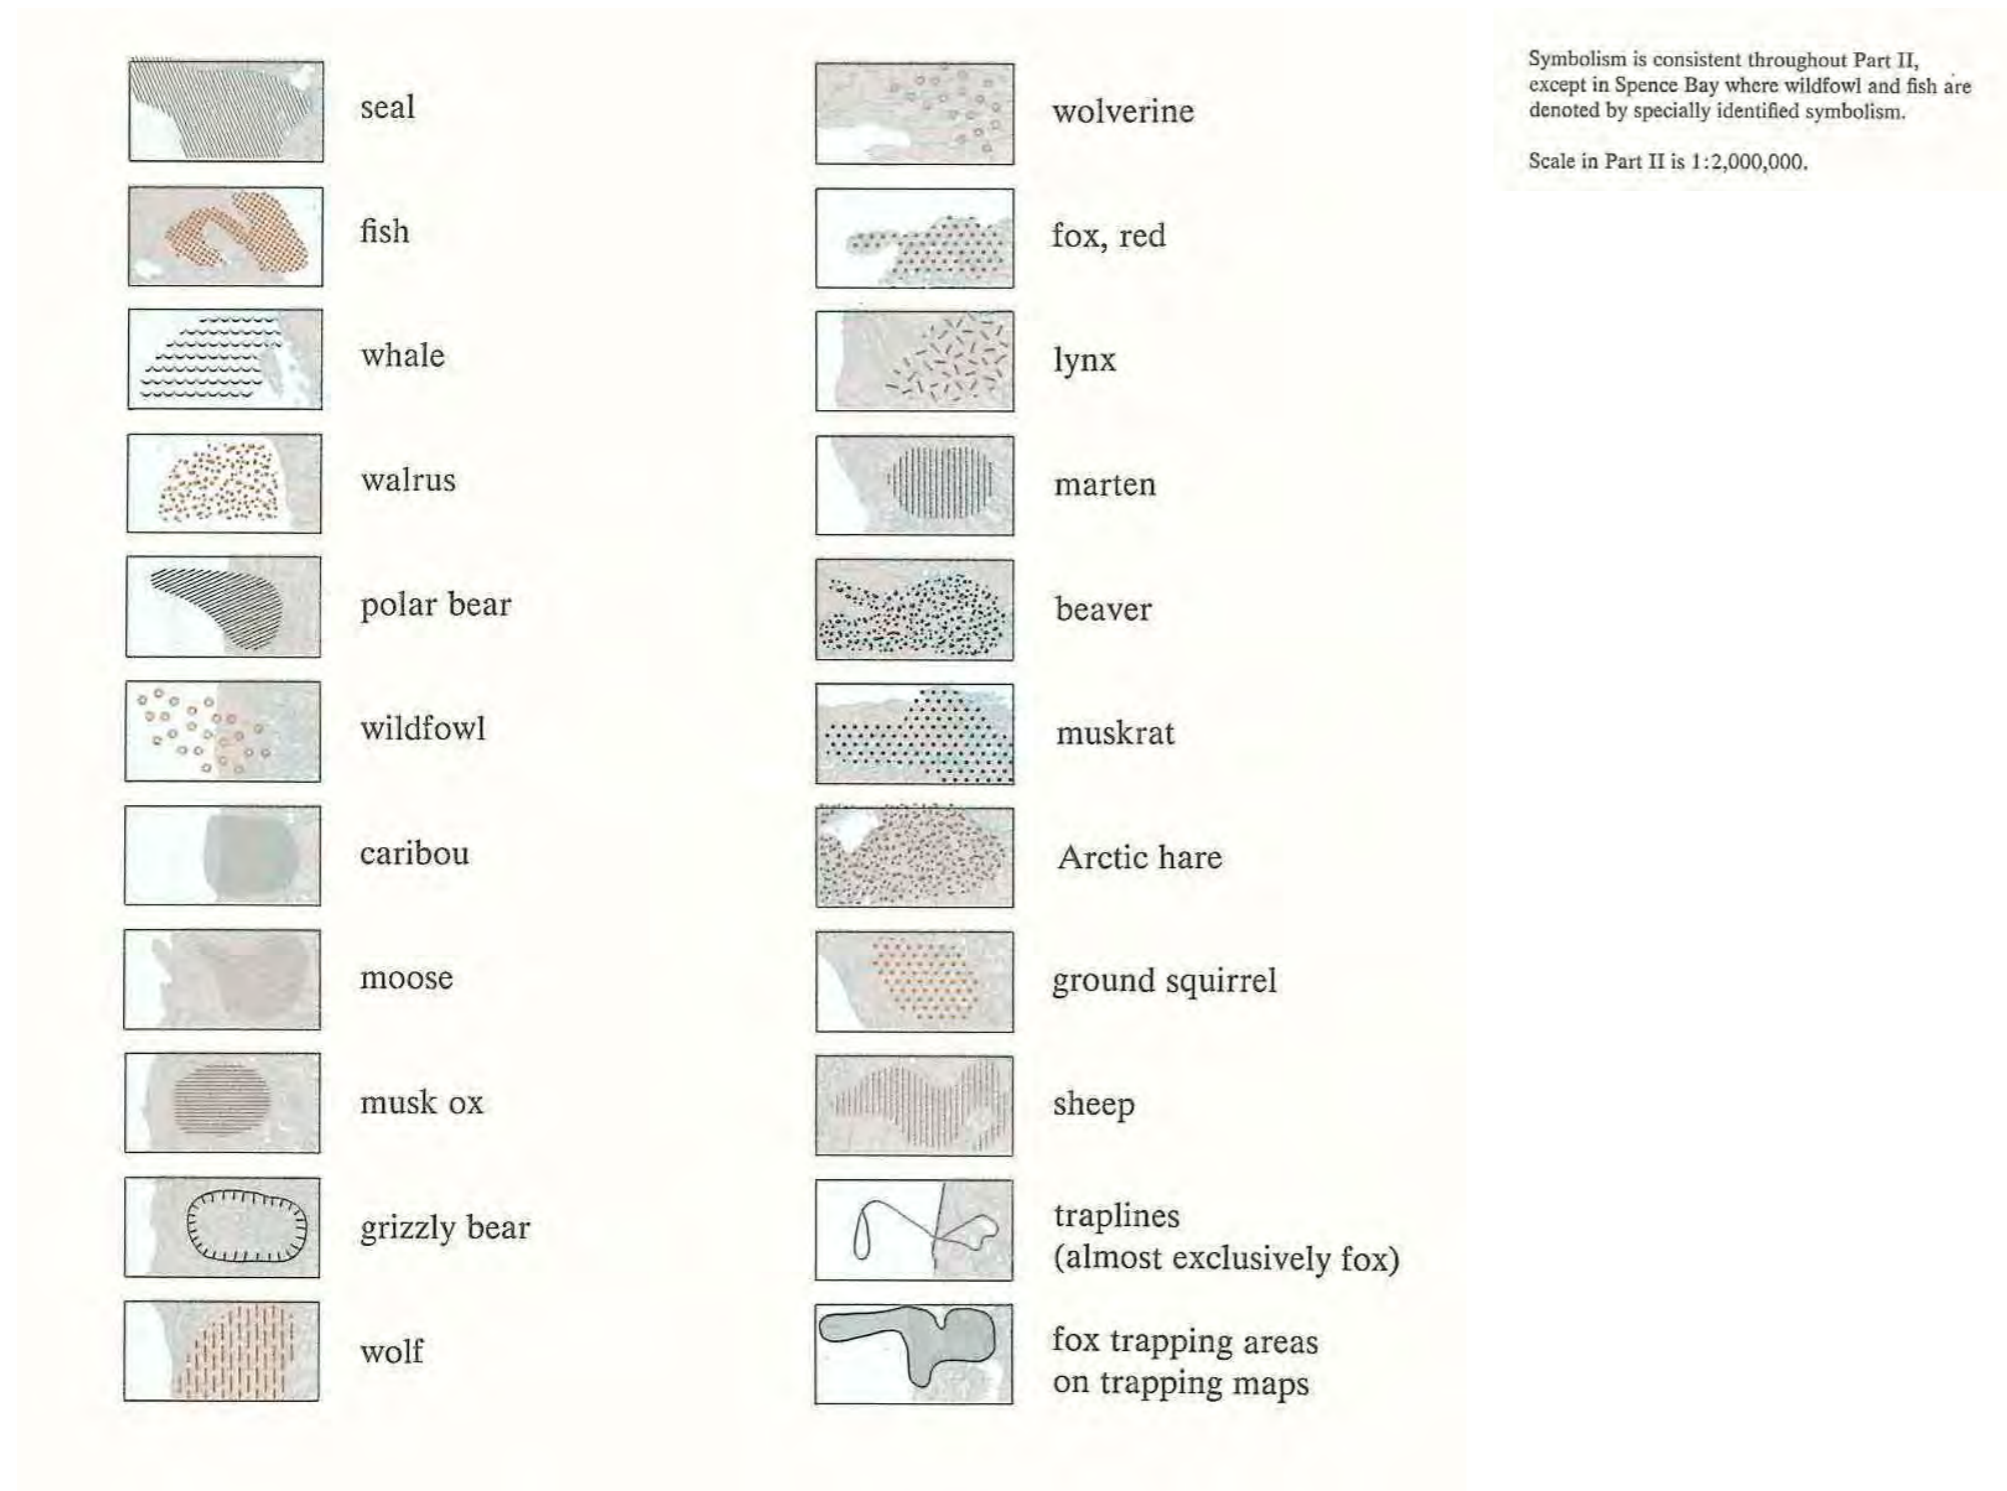 seal
fish
whale
walrus
polar bear
wildfowl
caribou
moose
musk ox
grizzly bear
wolf
wolverine
fox, red
lynx
marten
beaver
muskrat
Arctic hare
ground squirrel
sheep
traplines
(almost exclusively fox)
fox trapping areas
on trapping maps
Symbolism is consistent throughout Part II,
except in Spence Bay where wildfowl and fish are
denoted by specially identified symbolism.
Scale in Part II is 1:2,000,000.